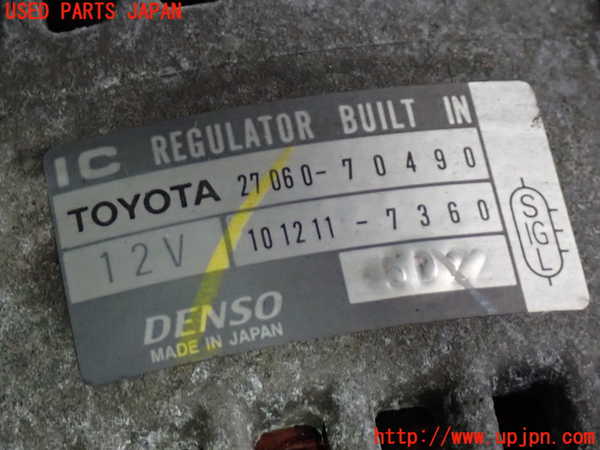 USED PARTS JAPAN
IC REGULATOR BUILT IN
TOYOTA 27060-70490
12V 101211-7360
DENSO
MADE IN JAPAN
S
IG
L
http://www.upjpn.com/